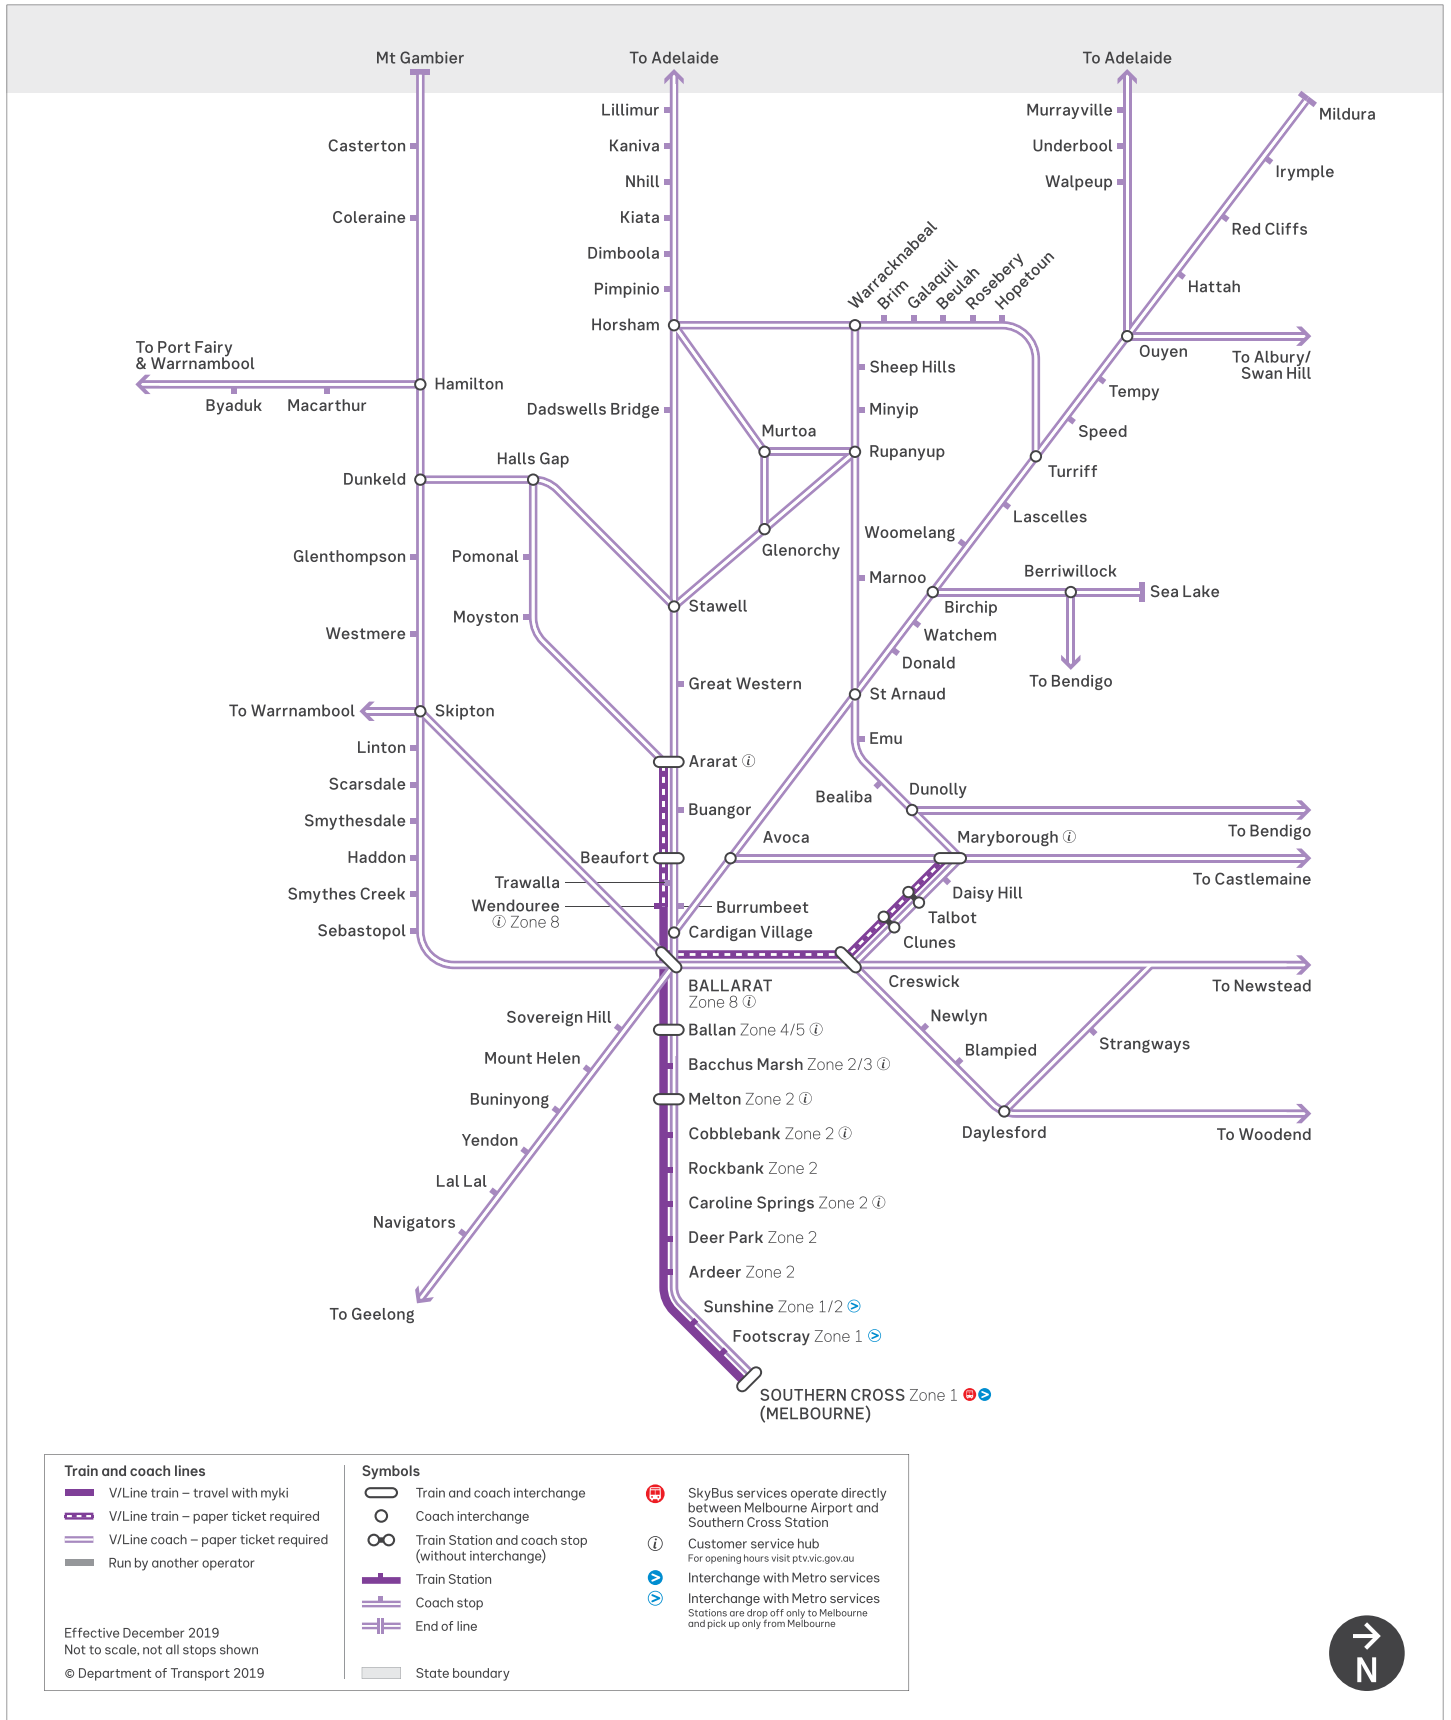 Mt Gambier
To Adelaide
To Adelaide
Lillimur
Murrayville
Mildura
Casterton
Kaniva
Underbool
Irymple
Nhill
Walpeup
Coleraine
Kiata
Red Cliffs
Dimboola
Warracknabeal
Brim
Galaquil
Beulah
Rosebery
Hopetoun
Pimpinio
Hattah
Horsham
To Port Fairy
& Warrnambool
Ouyen
To Albury/
Swan Hill
Hamilton
Sheep Hills
Byaduk
Macarthur
Tempy
Dadswells Bridge
Minyip
Murtoa
Speed
Rupanyup
Halls Gap
Turriff
Dunkeld
Lascelles
Woomelang
Glenorchy
Glenthompson
Pomonal
Marnoo
Berriwillock
Sea Lake
Stawell
Birchip
Moyston
Westmere
Watchem
Donald
To Bendigo
Great Western
St Arnaud
To Warrnambool
Skipton
Linton
Emu
Ararat i
Scarsdale
Bealiba
Dunolly
Buangor
Smythesdale
To Bendigo
Avoca
Maryborough i
Haddon
Beaufort
Trawalla
To Castlemaine
Smythes Creek
Daisy Hill
Wendouree
i Zone 8
Burrumbeet
Talbot
Sebastopol
Cardigan Village
Clunes
BALLARAT
Zone 8 i
Creswick
To Newstead
Sovereign Hill
Newlyn
Ballan Zone 4/5 i
Strangways
Mount Helen
Blampied
Bacchus Marsh Zone 2/3 i
Buninyong
Melton Zone 2 i
Yendon
Cobblebank Zone 2 i
Daylesford
To Woodend
Lal Lal
Rockbank Zone 2
Caroline Springs Zone 2 i
Navigators
Deer Park Zone 2
Ardeer Zone 2
To Geelong
Sunshine Zone 1/2
Footscray Zone 1
SOUTHERN CROSS Zone 1
(MELBOURNE)
Train and coach lines
V/Line train – travel with myki
V/Line train – paper ticket required
V/Line coach – paper ticket required
Run by another operator
Effective December 2019
Not to scale, not all stops shown
© Department of Transport 2019
Symbols
Train and coach interchange
Coach interchange
Train Station and coach stop
(without interchange)
Train Station
Coach stop
End of line
State boundary
SkyBus services operate directly
between Melbourne Airport and
Southern Cross Station
i Customer service hub
For opening hours visit ptv.vic.gov.au
Interchange with Metro services
Interchange with Metro services
Stations are drop off only to Melbourne
and pick up only from Melbourne
N